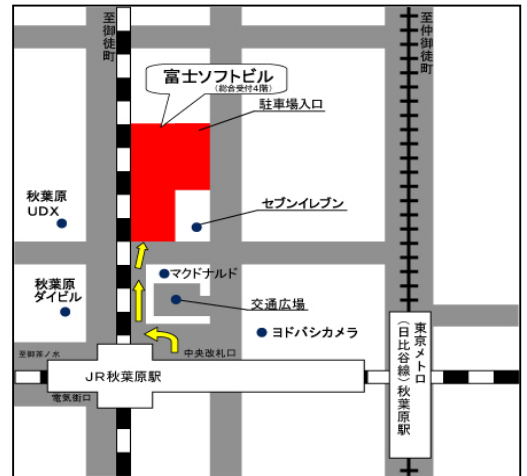 至御徒町
至仲御徒町
富士ソフトビル
(総合受付4階)
駐車場入口
秋葉原
UDX
セブンイレブン
マクドナルド
秋葉原
ダイビル
交通広場
ヨドバシカメラ
至御茶ノ水
中央改札口
JR秋葉原駅
電気街口
東京メトロ
(日比谷線)秋葉原駅